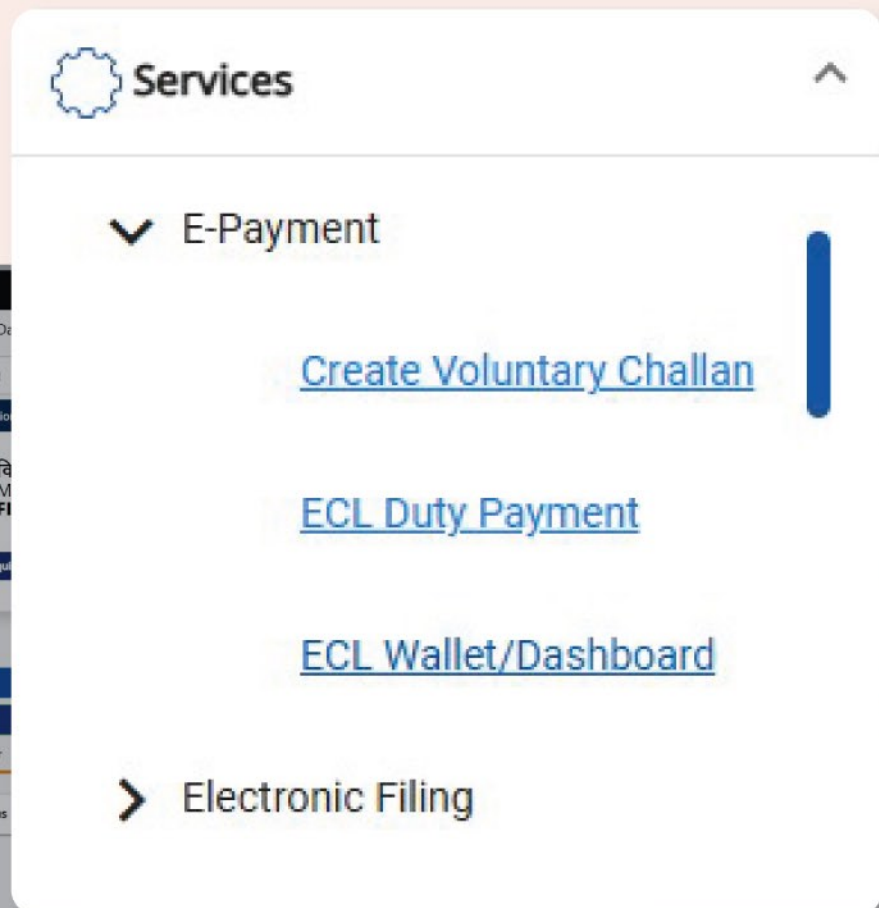 Services
E-Payment
Create Voluntary Challan
ECL Duty Payment
ECL Wallet/Dashboard
Electronic Filing